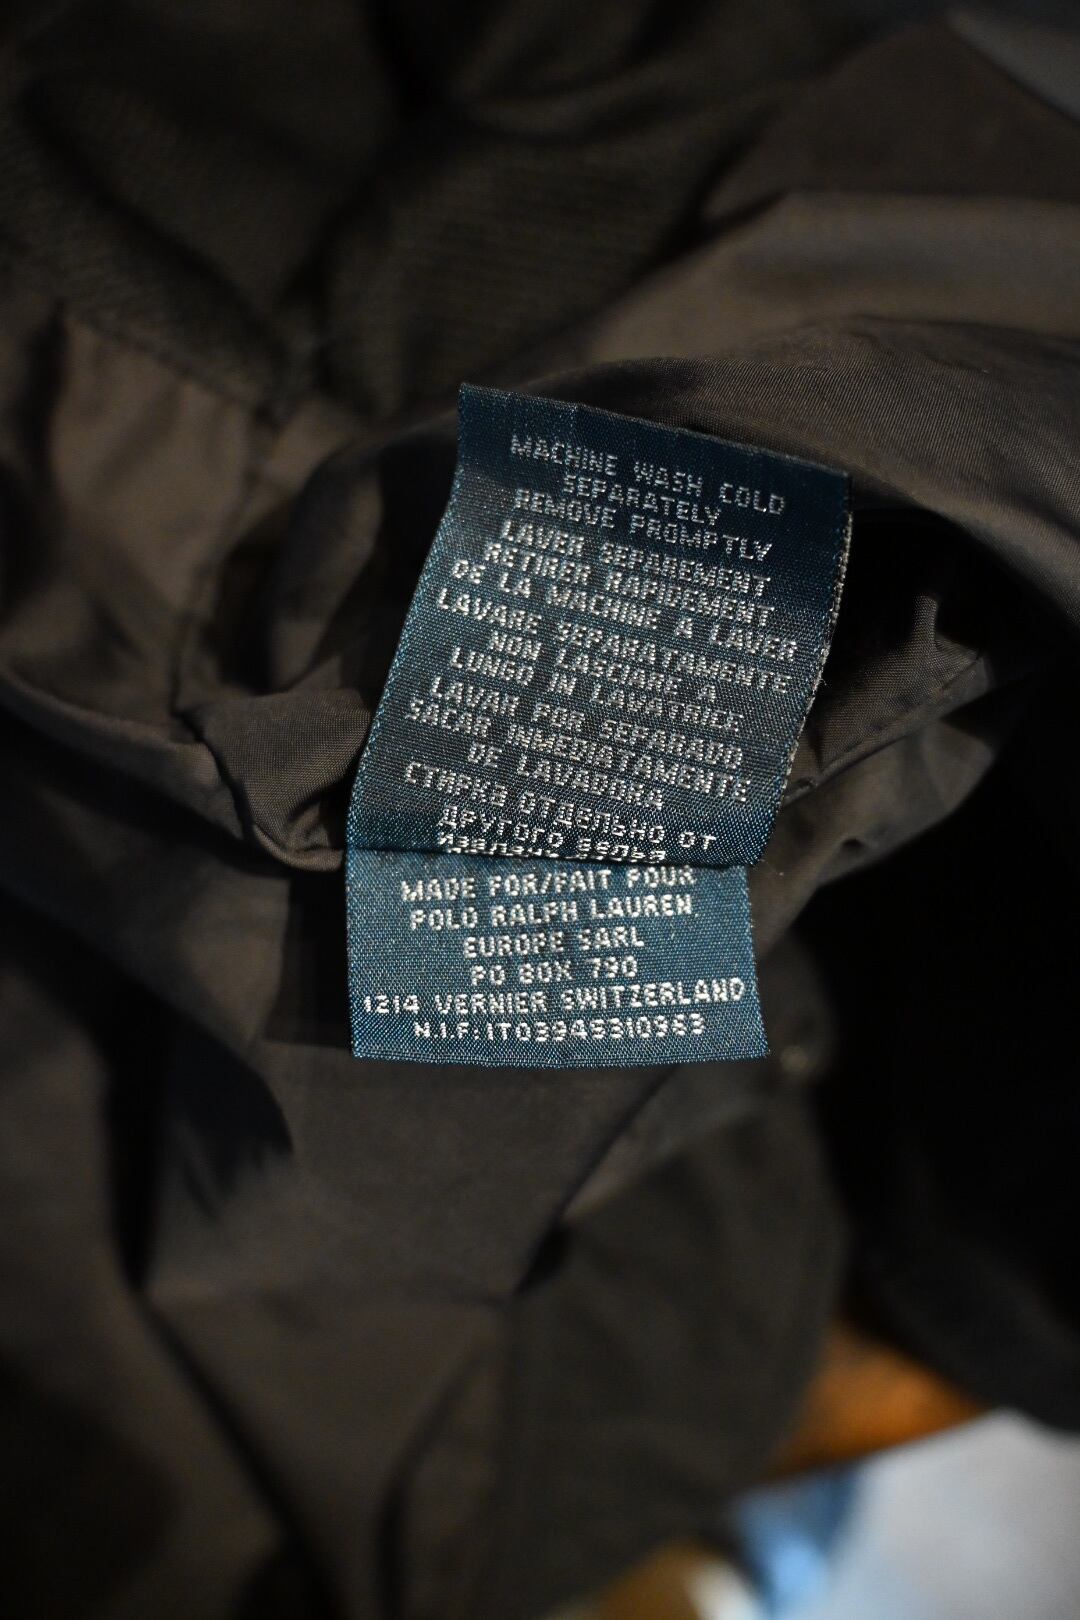 MACHINE WASH COLD
SEPARATELY
REMOVE PROMPTLY
LAVER SEPAREMENT
RETIRER RAPIDEMENT
DE LA MACHINE A LAVER
LAVARE SEPARATAMENTE
NON LASCIARE A
LUNGO IN LAVATRICE
LAVAR POR SEPARADO
SACAR INMEDIATAMENTE
DE LAVADORA
СТИРКА ОТДЕЛЬНО ОТ
ДРУГОГО БЕЛЬЯ
MADE FOR/FAIT POUR
POLO RALPH LAUREN
EUROPE SARL
PO BOX 790
1214 VERNIER SWITZERLAND